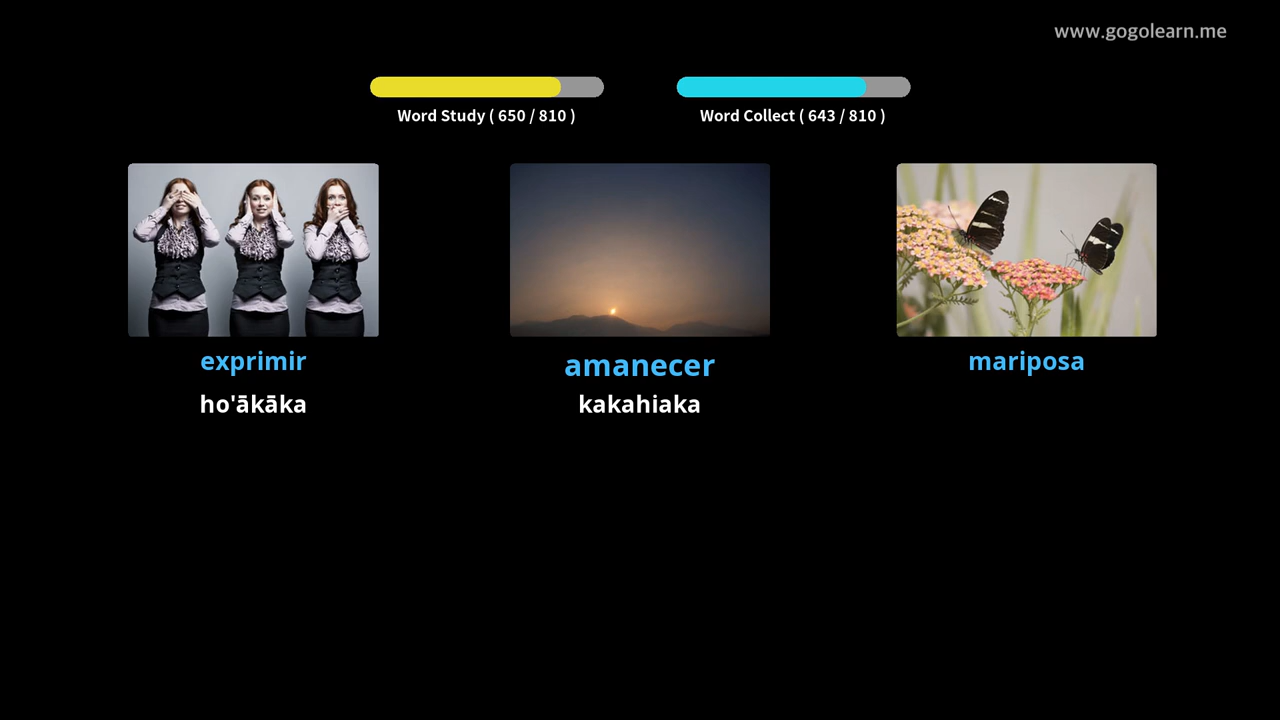 www.gogolearn.me
Word Study ( 650 / 810 )
Word Collect ( 643 / 810 )
exprimir
amanecer
mariposa
ho'ākāka
kakahiaka